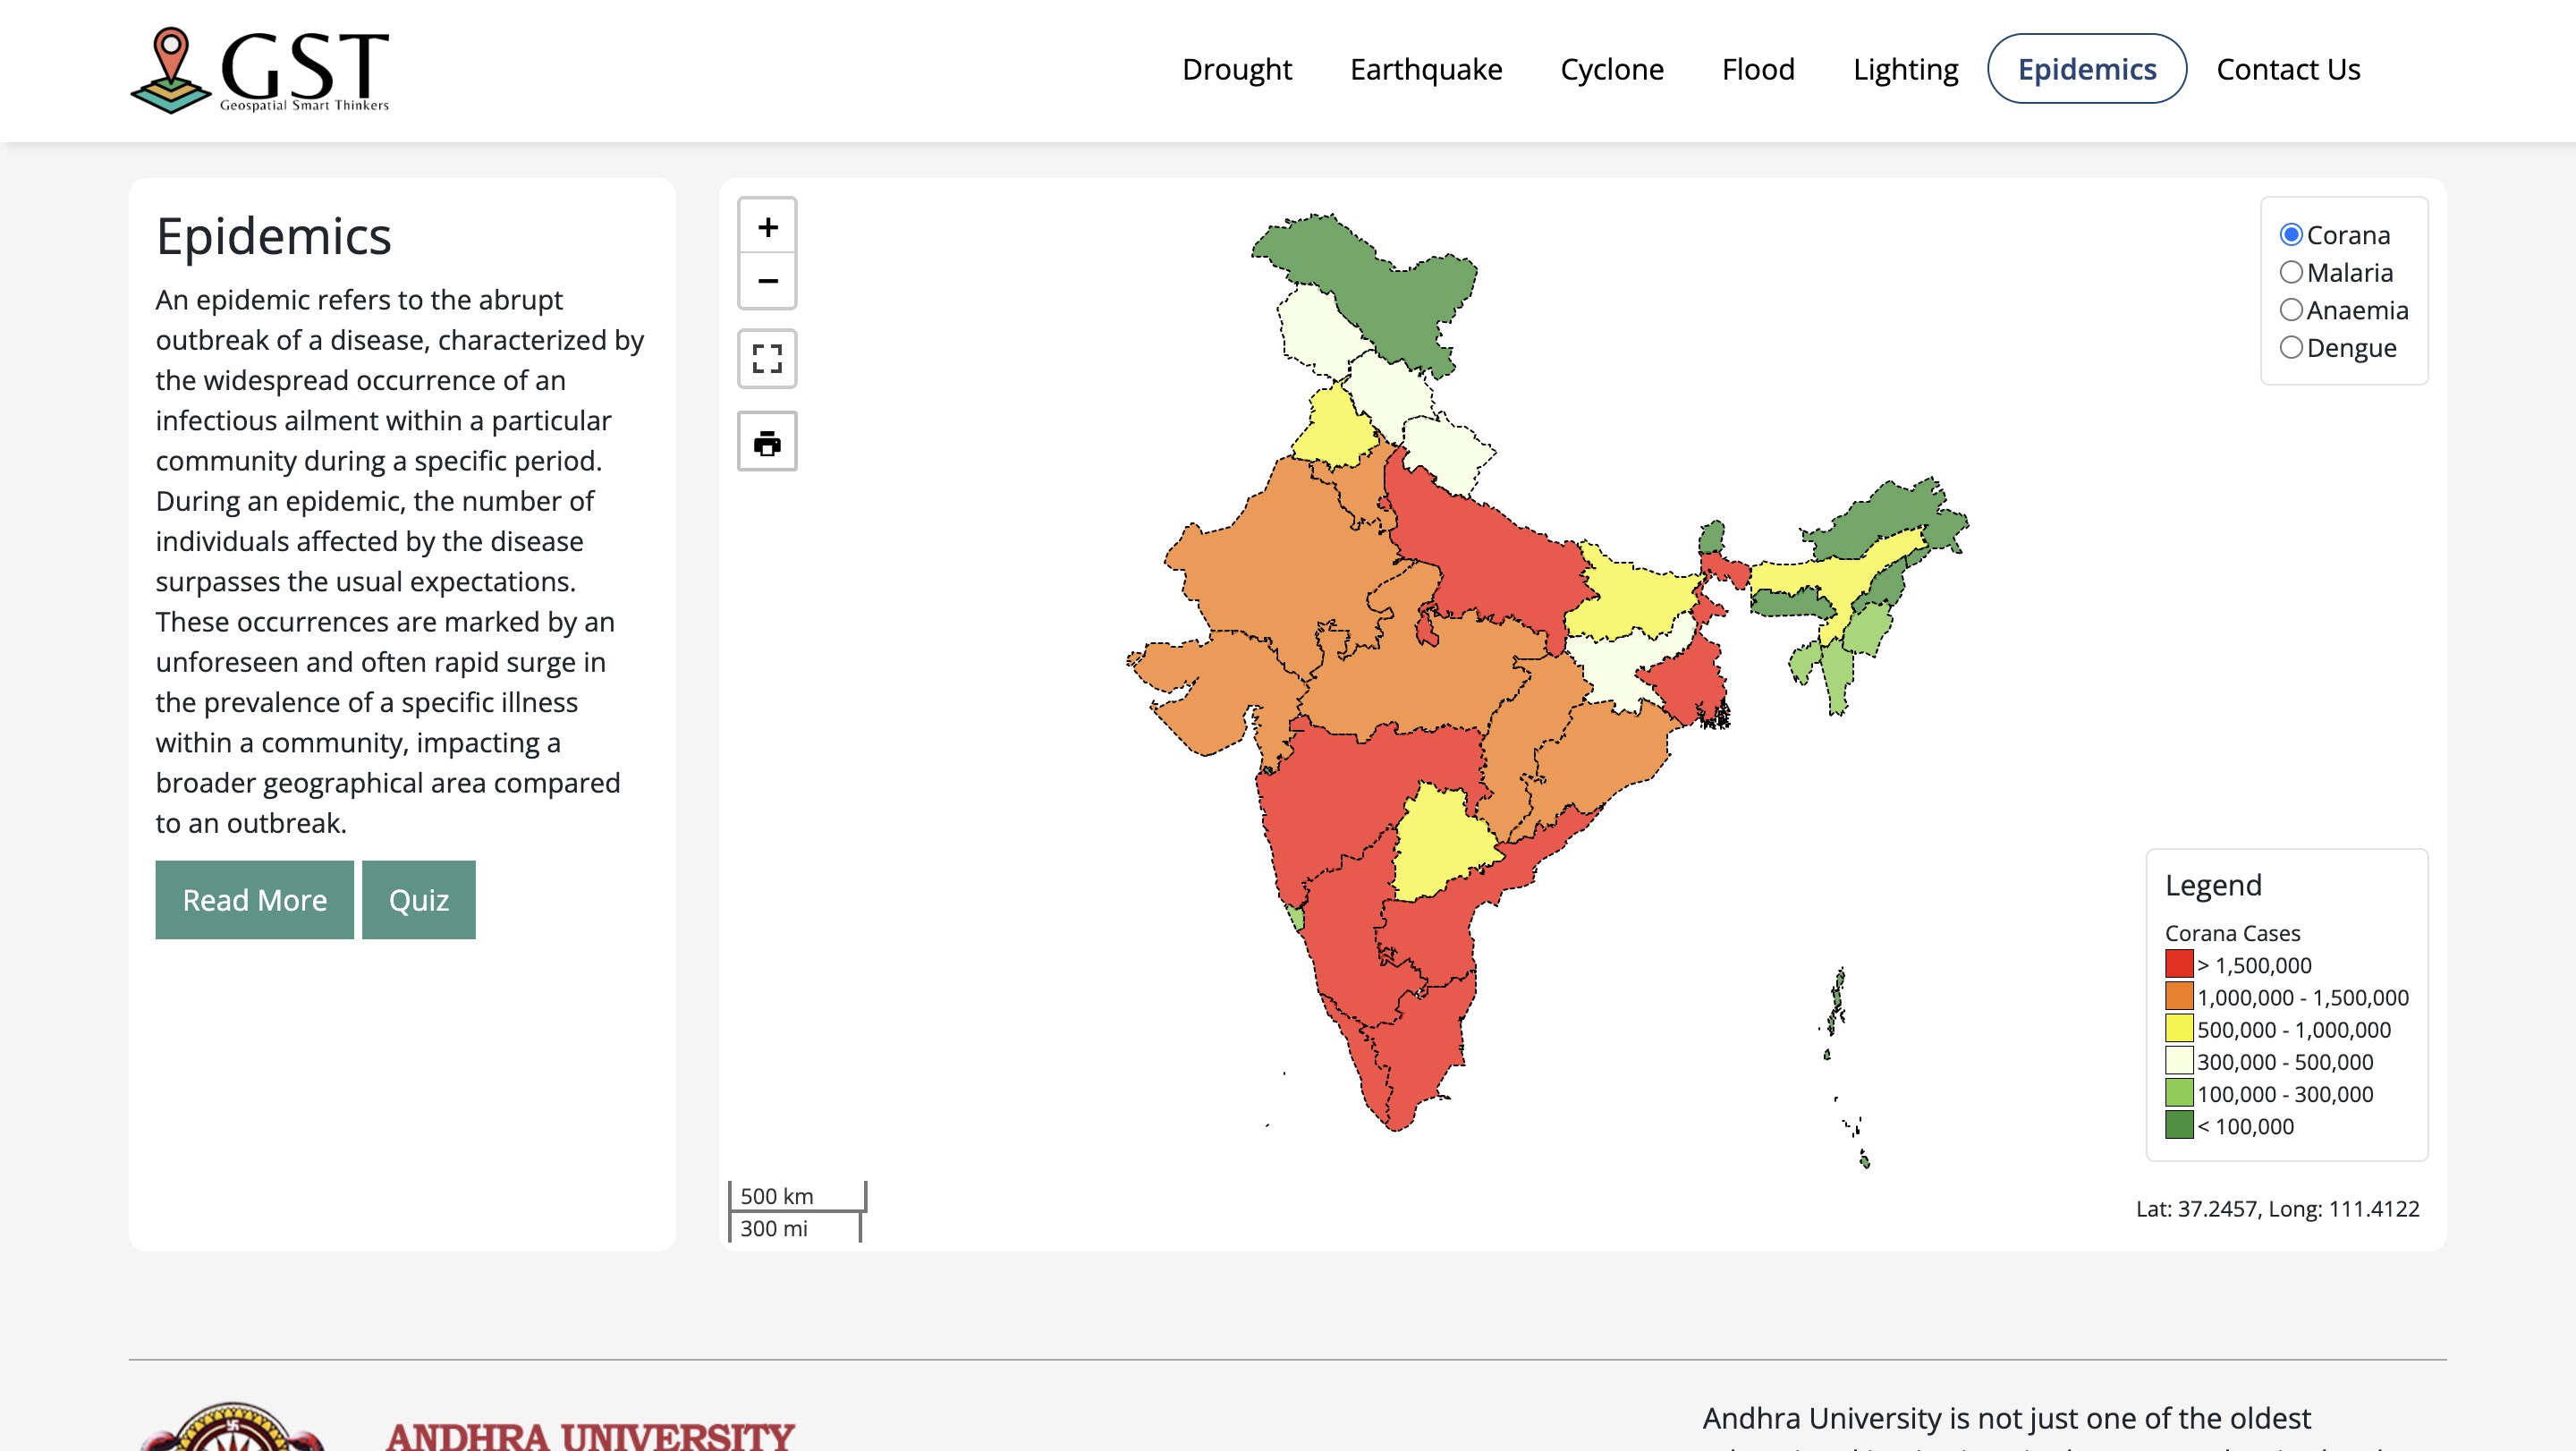 GST
Geospatial Smart Thinkers
Drought
Earthquake
Cyclone
Flood
Lighting
Epidemics
Contact Us
Epidemics
An epidemic refers to the abrupt
outbreak of a disease, characterized by
the widespread occurrence of an
infectious ailment within a particular
community during a specific period.
During an epidemic, the number of
individuals affected by the disease
surpasses the usual expectations.
These occurrences are marked by an
unforeseen and often rapid surge in
the prevalence of a specific illness
within a community, impacting a
broader geographical area compared
to an outbreak.
Read More
Quiz
+
−
Corana
Malaria
Anaemia
Dengue
Legend
Corana Cases
> 1,500,000
1,000,000 - 1,500,000
500,000 - 1,000,000
300,000 - 500,000
100,000 - 300,000
< 100,000
500 km
300 mi
Lat: 37.2457, Long: 111.4122
ANDHRA UNIVERSITY
Andhra University is not just one of the oldest